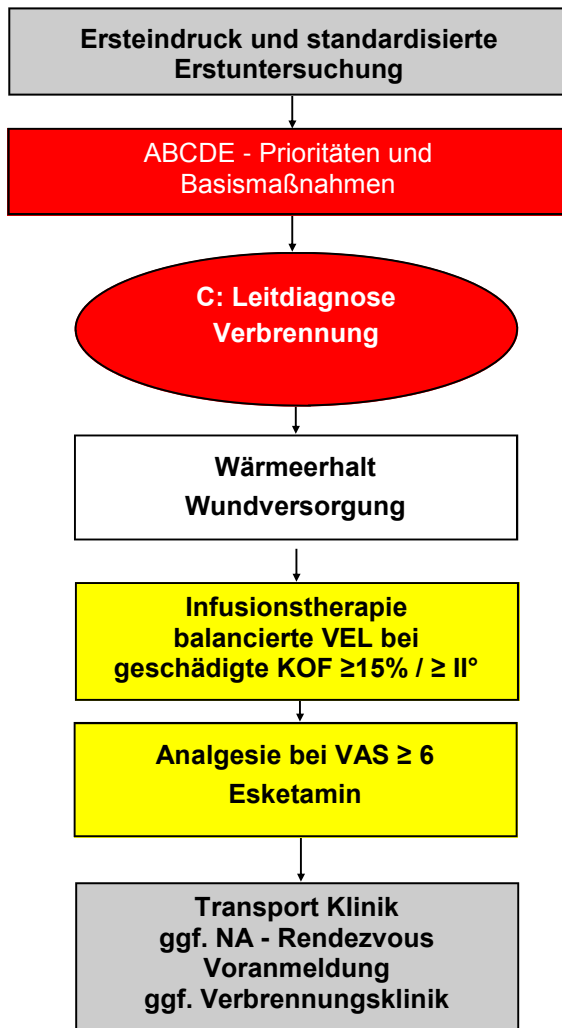 Ersteindruck und standardisierte
Erstuntersuchung
ABCDE - Prioritäten und
Basismaßnahmen
C: Leitdiagnose
Verbrennung
Wärmeerhalt
Wundversorgung
Infusionstherapie
balancierte VEL bei
geschädigte KOF ≥15% / ≥ II°
Analgesie bei VAS ≥ 6
Esketamin
Transport Klinik
ggf. NA - Rendezvous
Voranmeldung
ggf. Verbrennungsklinik